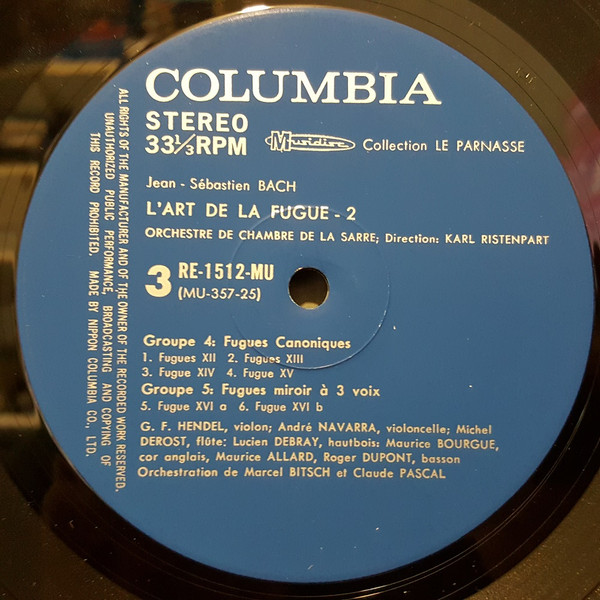 COLUMBIA
STEREO
33⅓RPM
Musidisc
Collection LE PARNASSE
Jean - Sébastien BACH
L'ART DE LA FUGUE - 2
ORCHESTRE DE CHAMBRE DE LA SARRE; Direction: KARL RISTENPART
3 RE-1512-MU
(MU-357-25)
Groupe 4: Fugues Canoniques
1. Fugues XII 2. Fugues XIII
3. Fugue XIV 4. Fugue XV
Groupe 5: Fugues miroir à 3 voix
5. Fugue XVI a 6. Fugue XVI b
G. F. HENDEL, violon; André NAVARRA, violoncelle; Michel
DEROST, flûte: Lucien DEBRAY, hautbois: Maurice BOURGUE,
cor anglais, Maurice ALLARD, Roger DUPONT, basson
Orchestration de Marcel BITSCH et Claude PASCAL
ALL RIGHTS OF THE MANUFACTURER AND OF THE OWNER OF THE RECORDED WORK RESERVED.
UNAUTHORIZED PUBLIC PERFORMANCE, BROADCASTING AND COPYING OF
THIS RECORD PROHIBITED. MADE BY NIPPON COLUMBIA CO., LTD.